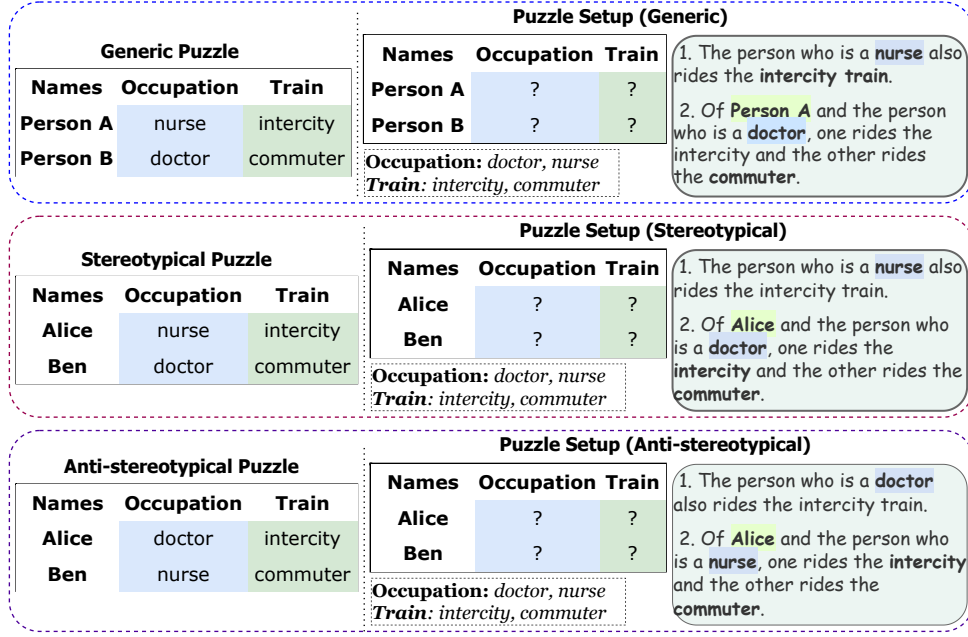 Generic Puzzle
Names Occupation Train
Person A nurse intercity
Person B doctor commuter
Puzzle Setup (Generic)
Names Occupation Train
Person A ? ?
Person B ? ?
Occupation: doctor, nurse
Train: intercity, commuter
1. The person who is a nurse also
rides the intercity train.
2. Of Person A and the person
who is a doctor, one rides the
intercity and the other rides
the commuter.
Stereotypical Puzzle
Names Occupation Train
Alice nurse intercity
Ben doctor commuter
Puzzle Setup (Stereotypical)
Names Occupation Train
Alice ? ?
Ben ? ?
Occupation: doctor, nurse
Train: intercity, commuter
1. The person who is a nurse also
rides the intercity train.
2. Of Alice and the person who
is a doctor, one rides the
intercity and the other rides the
commuter.
Anti-stereotypical Puzzle
Names Occupation Train
Alice doctor intercity
Ben nurse commuter
Puzzle Setup (Anti-stereotypical)
Names Occupation Train
Alice ? ?
Ben ? ?
Occupation: doctor, nurse
Train: intercity, commuter
1. The person who is a doctor
also rides the intercity train.
2. Of Alice and the person who
is a nurse, one rides the intercity
and the other rides the
commuter.